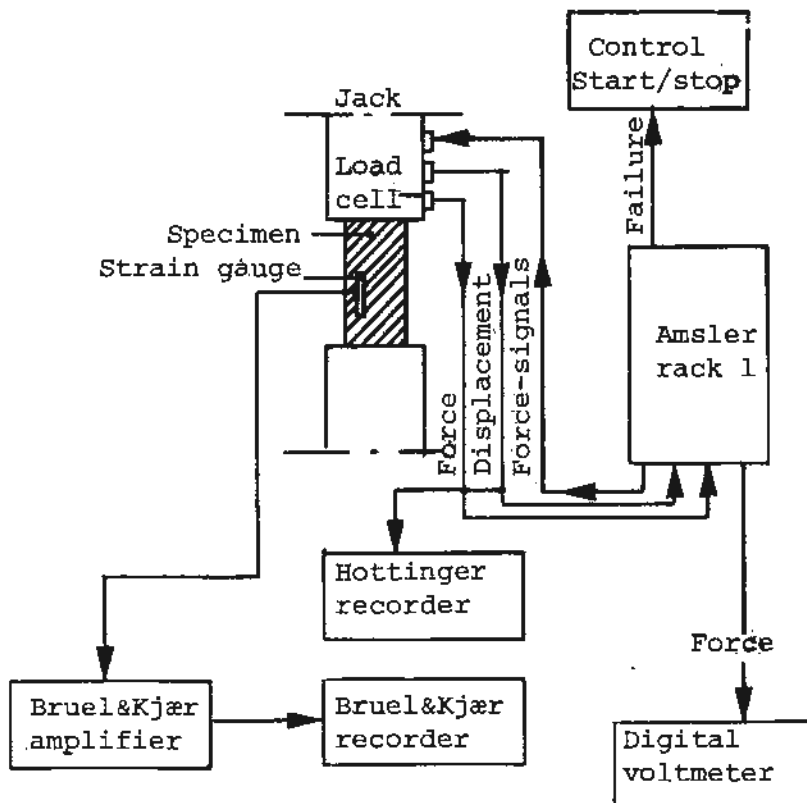 Control
Start/stop
Jack
Load
cell
Failure
Specimen
Strain gauge
Force
Displacement
Force-signals
Amsler
rack 1
Hottinger
recorder
Force
Bruel&Kjær
amplifier
Bruel&Kjær
recorder
Digital
voltmeter